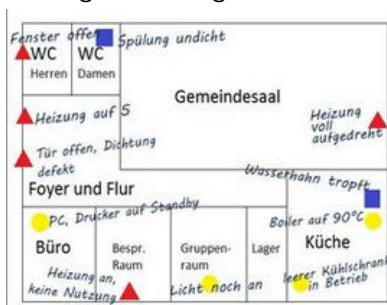 Fenster offen
WC
Herren
WC
Damen
Spülung undicht
Gemeindesaal
Heizung auf 5
Heizung
voll
aufgedreht
Tür offen, Dichtung
defekt
Wasserhahn tropft
Foyer und Flur
PC, Drucker auf Standby
Boiler auf 90°C
Büro
Bespr.
Raum
Gruppen-
raum
Lager
Küche
Heizung an,
keine Nutzung
Licht noch an
leerer Kühlschrank
in Betrieb